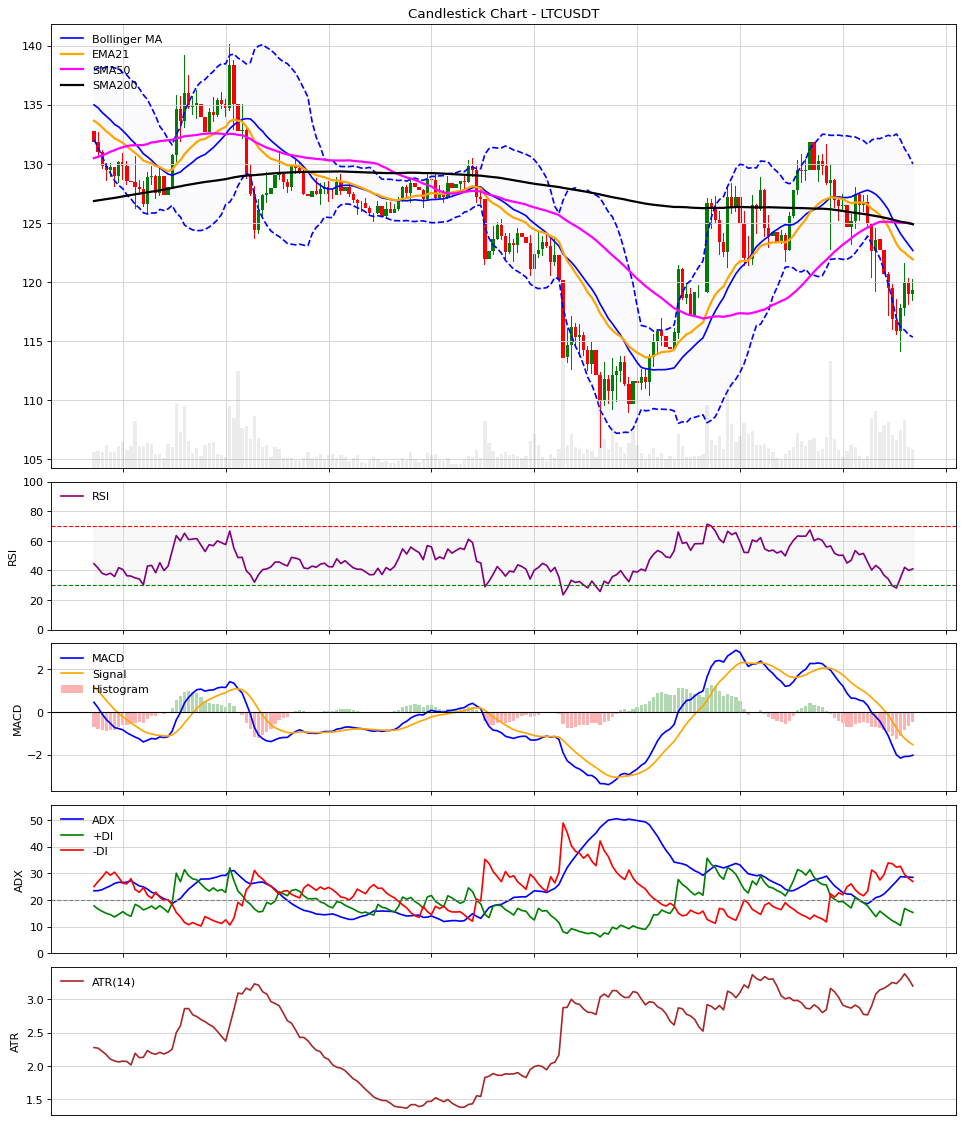 Candlestick Chart - LTCUSDT
Bollinger MA
EMA21
SMA50
SMA200
140
135
130
125
120
115
110
105
RSI
100
80
60
40
20
0
RSI
MACD
Signal
Histogram
2
0
−2
MACD
ADX
+DI
-DI
50
40
30
20
10
0
ADX
ATR(14)
3.0
2.5
2.0
1.5
ATR